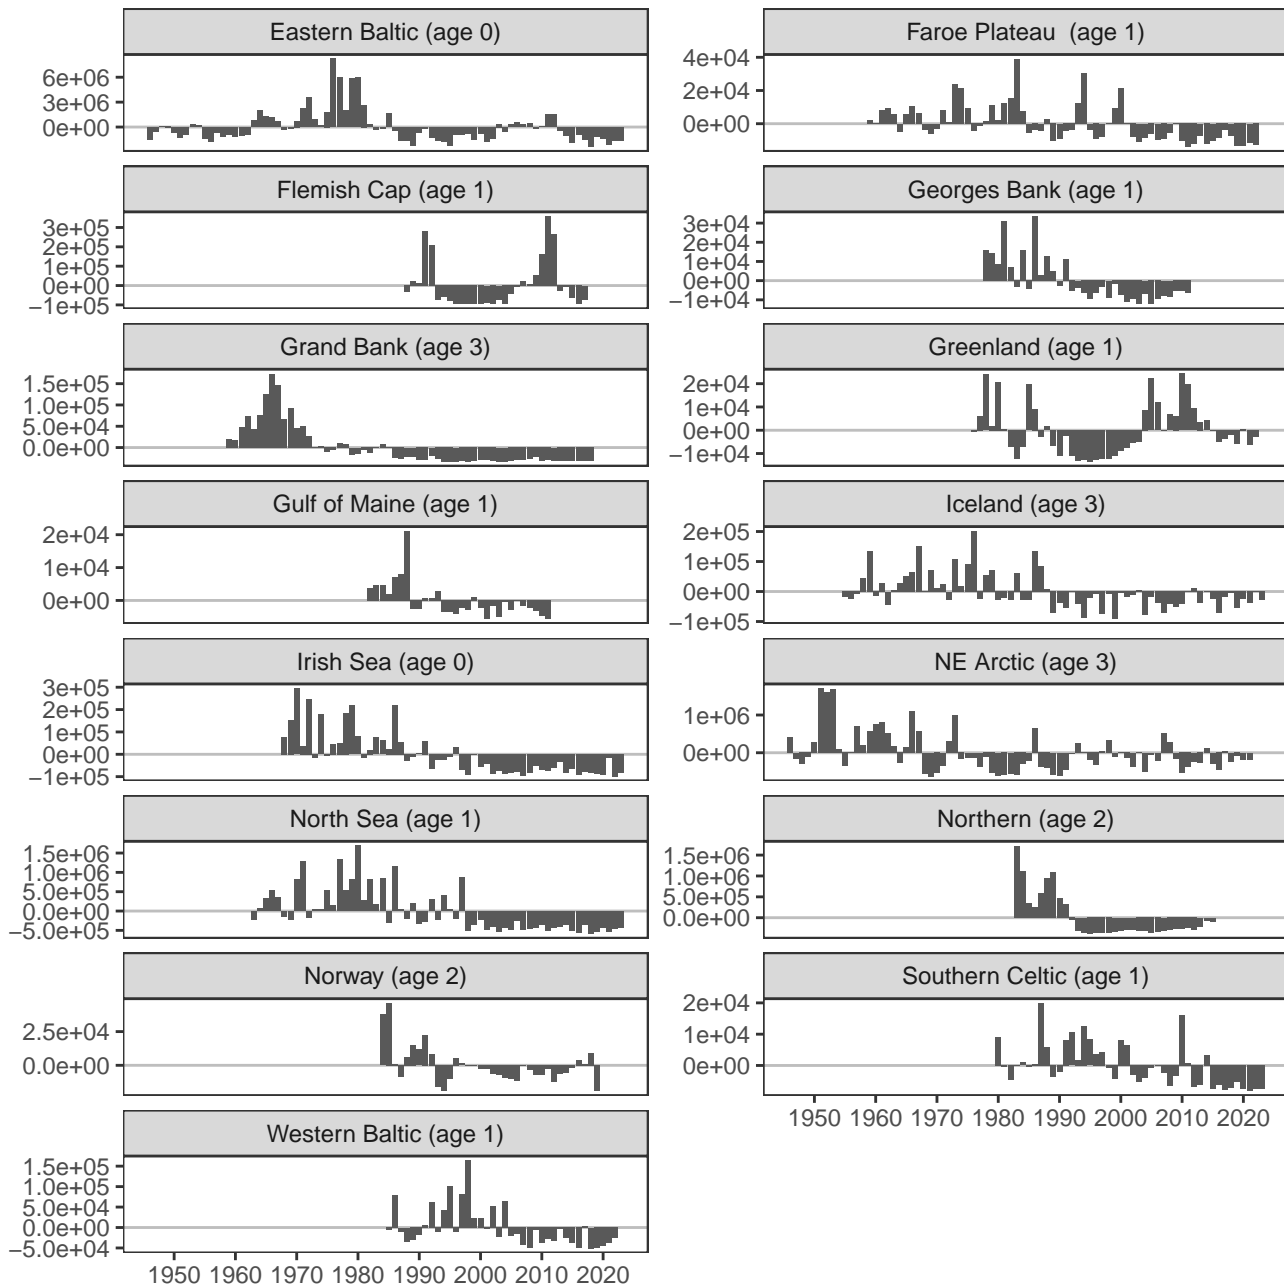 Eastern Baltic (age 0)
6e+06
3e+06
0e+00
Faroe Plateau  (age 1)
4e+04
2e+04
0e+00
Flemish Cap (age 1)
3e+05
2e+05
1e+05
0e+00
−1e+05
Georges Bank (age 1)
3e+04
2e+04
1e+04
0e+00
−1e+04
Grand Bank (age 3)
1.5e+05
1.0e+05
5.0e+04
0.0e+00
Greenland (age 1)
2e+04
1e+04
0e+00
−1e+04
Gulf of Maine (age 1)
2e+04
1e+04
0e+00
Iceland (age 3)
2e+05
1e+05
0e+00
−1e+05
Irish Sea (age 0)
3e+05
2e+05
1e+05
0e+00
−1e+05
NE Arctic (age 3)
1e+06
0e+00
North Sea (age 1)
1.5e+06
1.0e+06
5.0e+05
0.0e+00
−5.0e+05
Northern (age 2)
1.5e+06
1.0e+06
5.0e+05
0.0e+00
Norway (age 2)
2.5e+04
0.0e+00
Southern Celtic (age 1)
2e+04
1e+04
0e+00
1950 1960 1970 1980 1990 2000 2010 2020
Western Baltic (age 1)
1.5e+05
1.0e+05
5.0e+04
0.0e+00
−5.0e+04
1950 1960 1970 1980 1990 2000 2010 2020